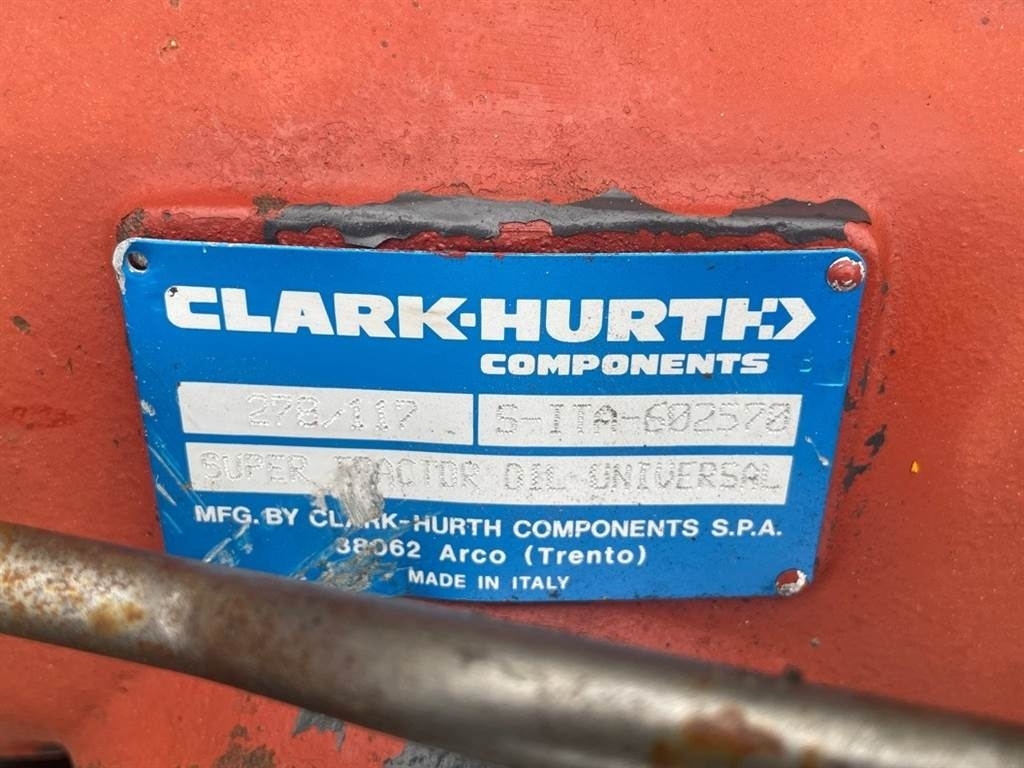 CLARK-HURTH
COMPONENTS
278/117 S-ITA-602570
SUPER TRACTOR OIL UNIVERSAL
MFG. BY CLARK-HURTH COMPONENTS S.P.A.
38062 Arco (Trento)
MADE IN ITALY